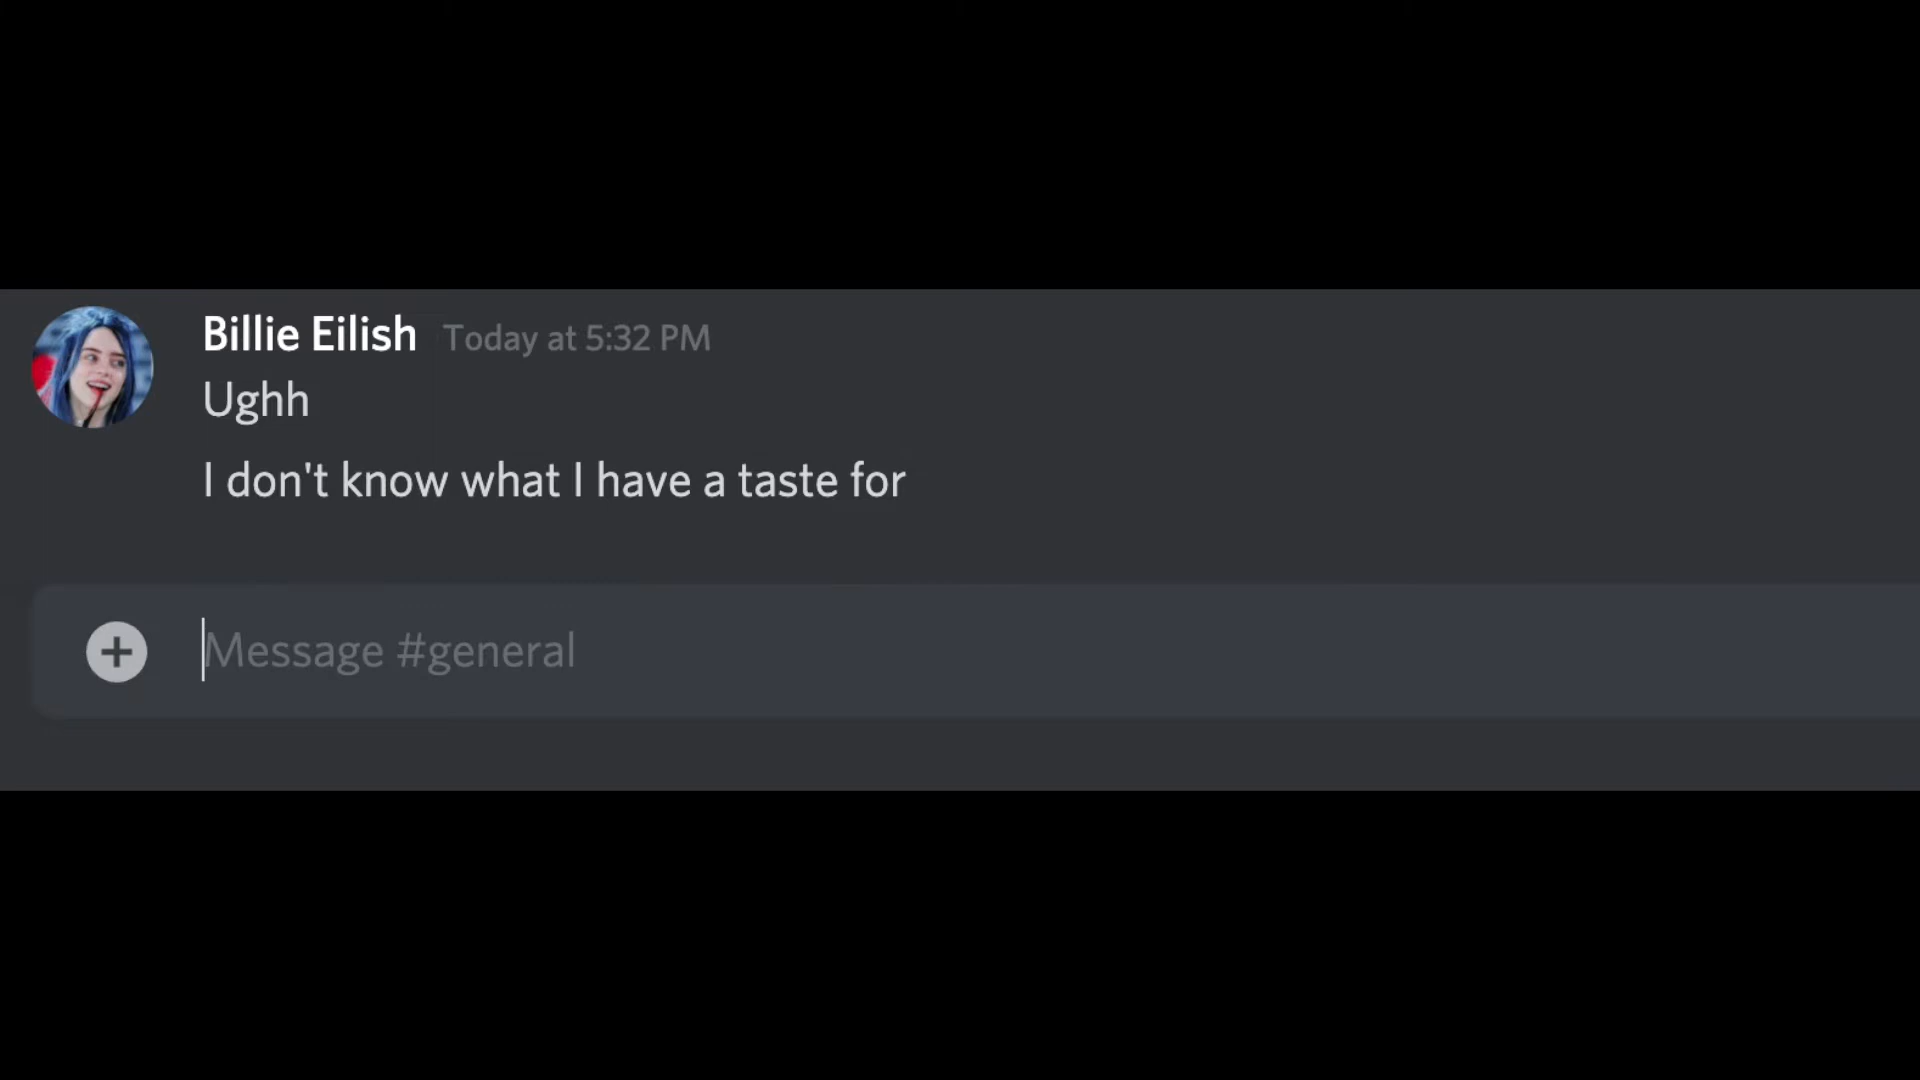 Billie Eilish Today at 5:32 PM
Ughh
I don't know what I have a taste for
Message #general